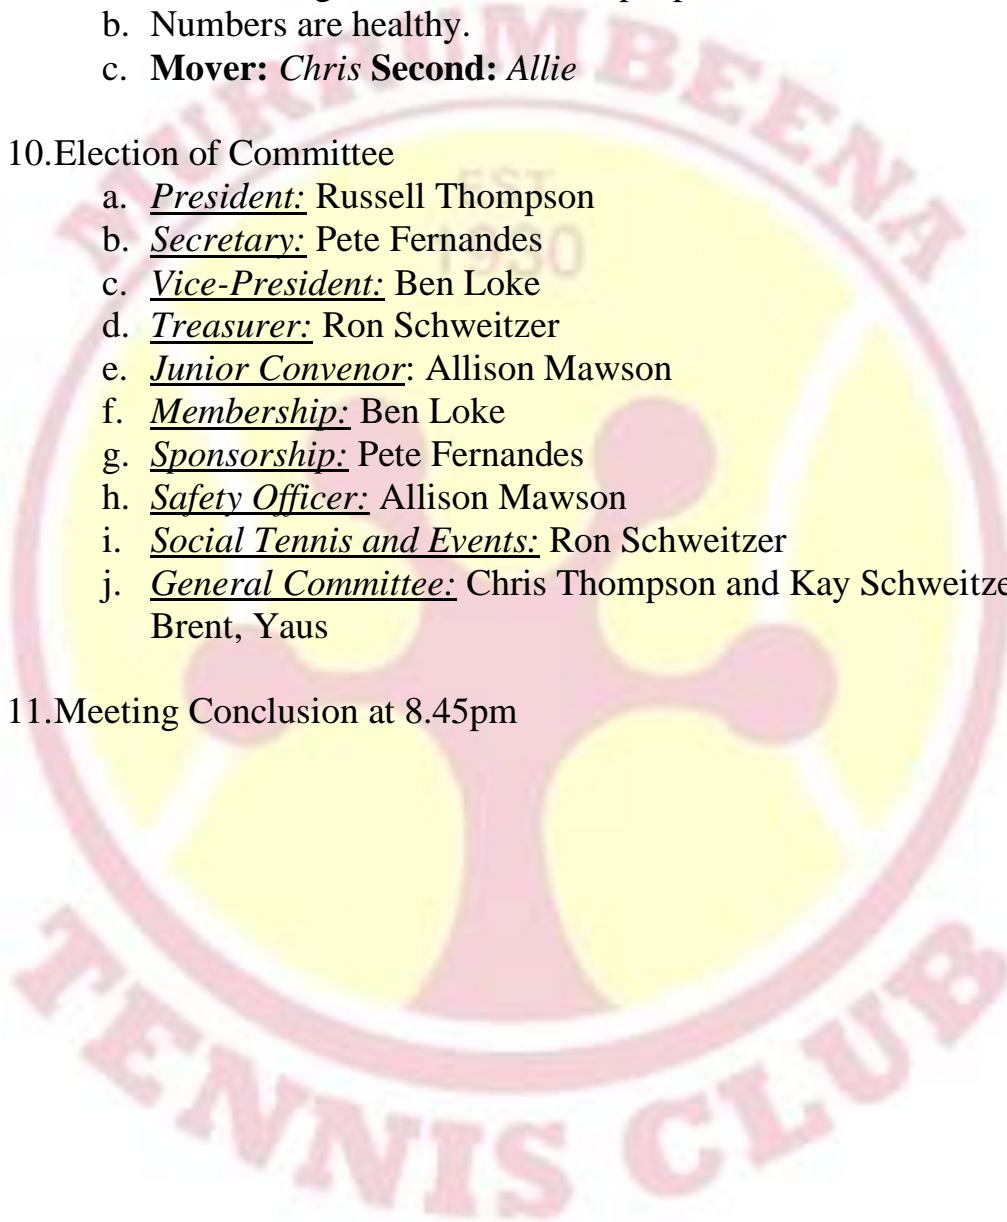 b. Numbers are healthy.
c. Mover: Chris Second: Allie
10.Election of Committee
a. President: Russell Thompson
b. Secretary: Pete Fernandes
c. Vice-President: Ben Loke
d. Treasurer: Ron Schweitzer
e. Junior Convenor: Allison Mawson
f. Membership: Ben Loke
g. Sponsorship: Pete Fernandes
h. Safety Officer: Allison Mawson
i. Social Tennis and Events: Ron Schweitzer
j. General Committee: Chris Thompson and Kay Schweitze
Brent, Yaus
11.Meeting Conclusion at 8.45pm
MURRUMBEENA
EST
1930
TENNIS CLUB